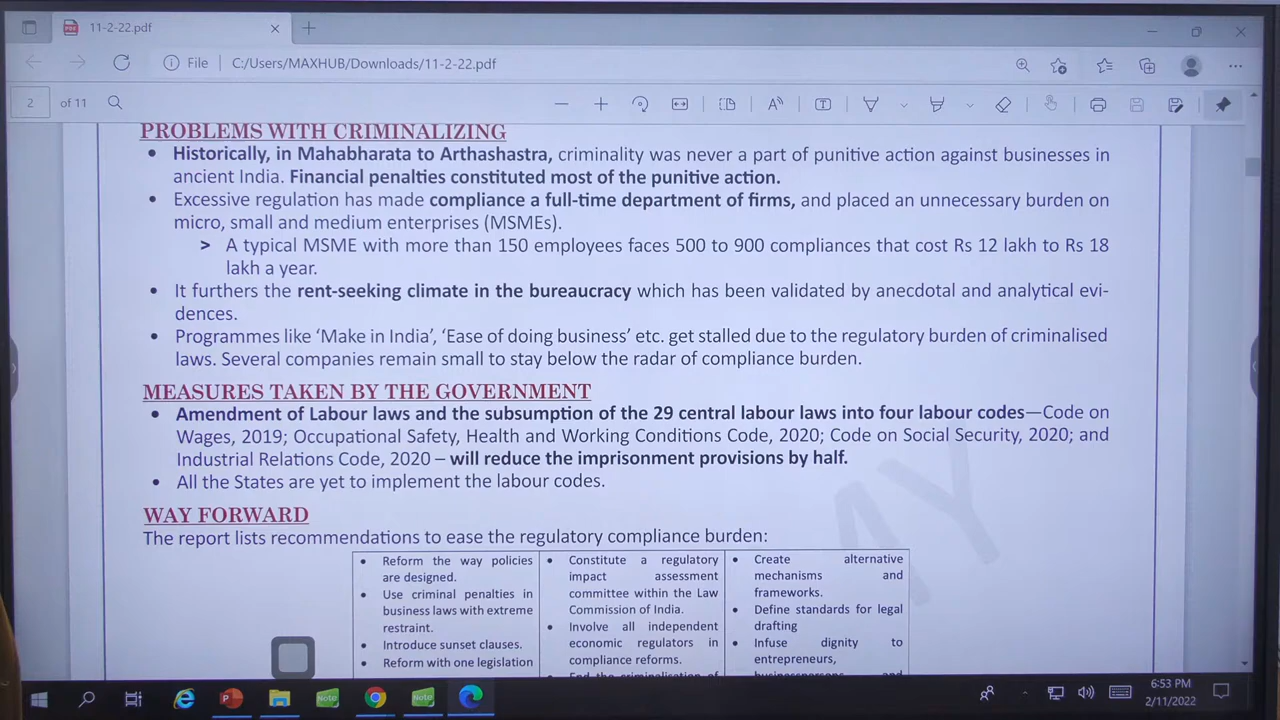 11-2-22.pdf
File
C:/Users/MAXHUB/Downloads/11-2-22.pdf
2 of 11
PROBLEMS WITH CRIMINALIZING
• Historically, in Mahabharata to Arthashastra, criminality was never a part of punitive action against businesses in
ancient India. Financial penalties constituted most of the punitive action.
• Excessive regulation has made compliance a full-time department of firms, and placed an unnecessary burden on
micro, small and medium enterprises (MSMEs).
> A typical MSME with more than 150 employees faces 500 to 900 compliances that cost Rs 12 lakh to Rs 18
lakh a year.
• It furthers the rent-seeking climate in the bureaucracy which has been validated by anecdotal and analytical evi-
dences.
• Programmes like ‘Make in India’, ‘Ease of doing business’ etc. get stalled due to the regulatory burden of criminalised
laws. Several companies remain small to stay below the radar of compliance burden.
MEASURES TAKEN BY THE GOVERNMENT
• Amendment of Labour laws and the subsumption of the 29 central labour laws into four labour codes—Code on
Wages, 2019; Occupational Safety, Health and Working Conditions Code, 2020; Code on Social Security, 2020; and
Industrial Relations Code, 2020 – will reduce the imprisonment provisions by half.
• All the States are yet to implement the labour codes.
WAY FORWARD
The report lists recommendations to ease the regulatory compliance burden:
• Reform the way policies
are designed.
• Use criminal penalties in
business laws with extreme
restraint.
• Introduce sunset clauses.
• Reform with one legislation
• Constitute a regulatory
impact assessment
committee within the Law
Commission of India.
• Involve all independent
economic regulators in
compliance reforms.
• Create alternative
mechanisms and
frameworks.
• Define standards for legal
drafting
• Infuse dignity to
entrepreneurs,
Note
Note
6:53 PM
2/11/2022